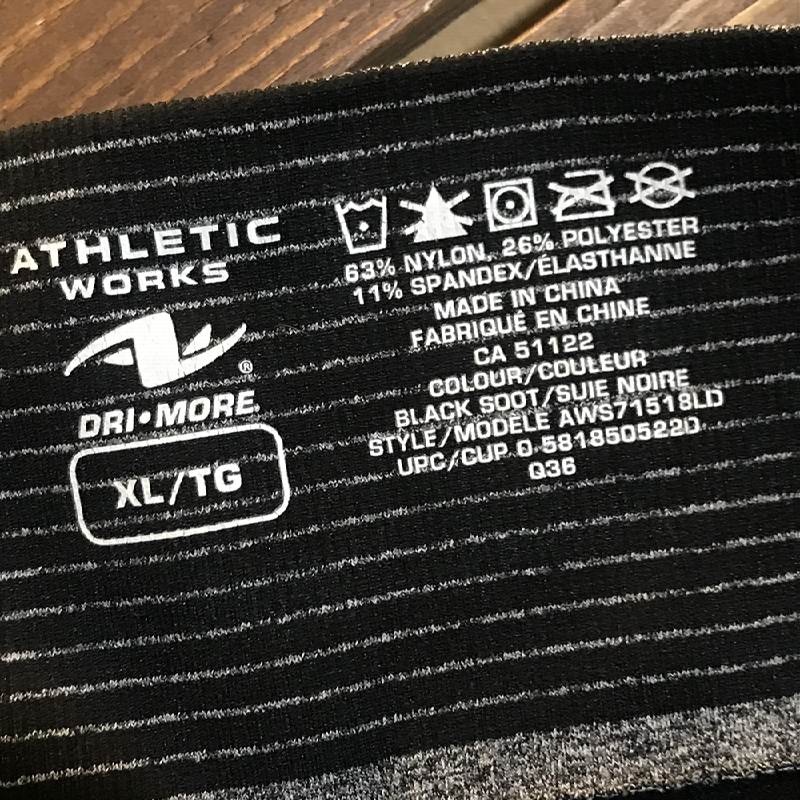 ATHLETIC
WORKS
®
DRI•MORE
XL/TG
63% NYLON, 26% POLYESTER
11% SPANDEX/ÉLASTHANNE
MADE IN CHINA
FABRIQUÉ EN CHINE
CA 51122
COLOUR/COULEUR
BLACK SOOT/SUIE NOIRE
STYLE/MODÈLE AWS71518LD
UPC/CUP 0 581850522D
Q36